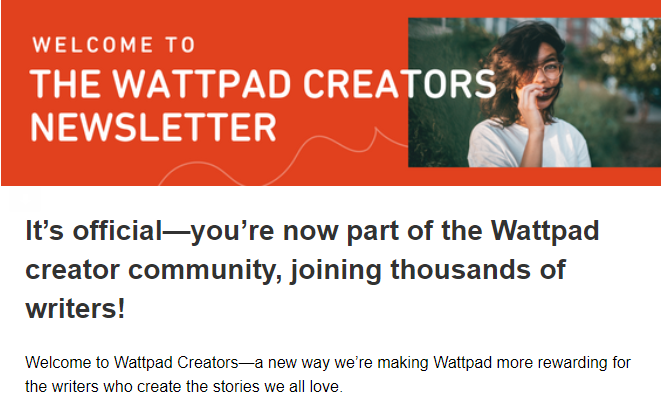 WELCOME TO
THE WATTPAD CREATORS
NEWSLETTER
It’s official—you’re now part of the Wattpad
creator community, joining thousands of
writers!
Welcome to Wattpad Creators—a new way we’re making Wattpad more rewarding for
the writers who create the stories we all love.